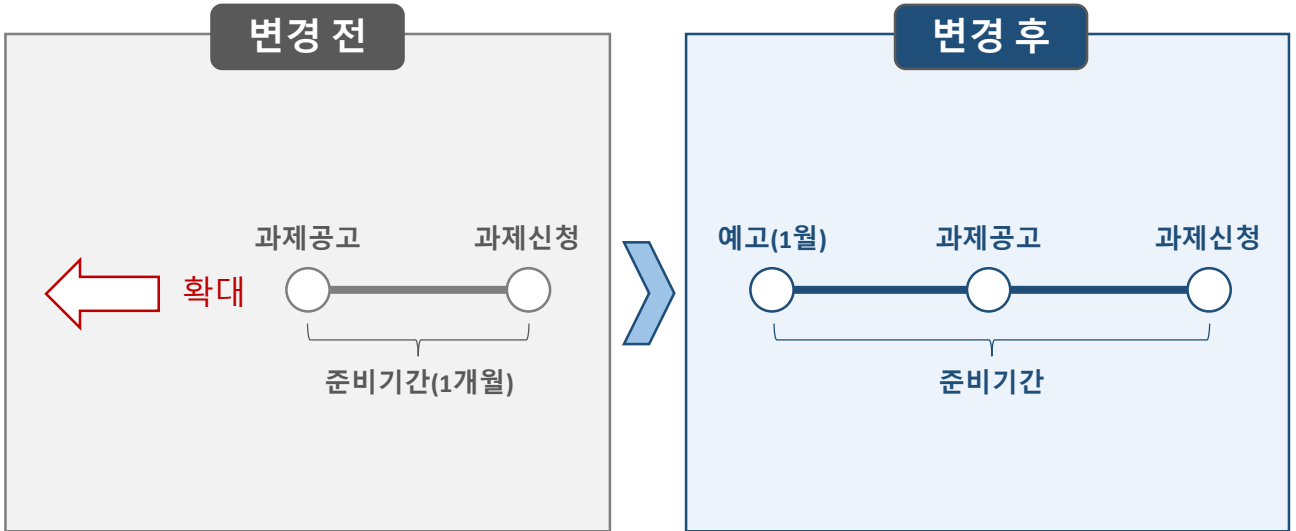 변경 전
과제공고
과제신청
확대
준비기간(1개월)
변경 후
예고(1월)
과제공고
과제신청
준비기간